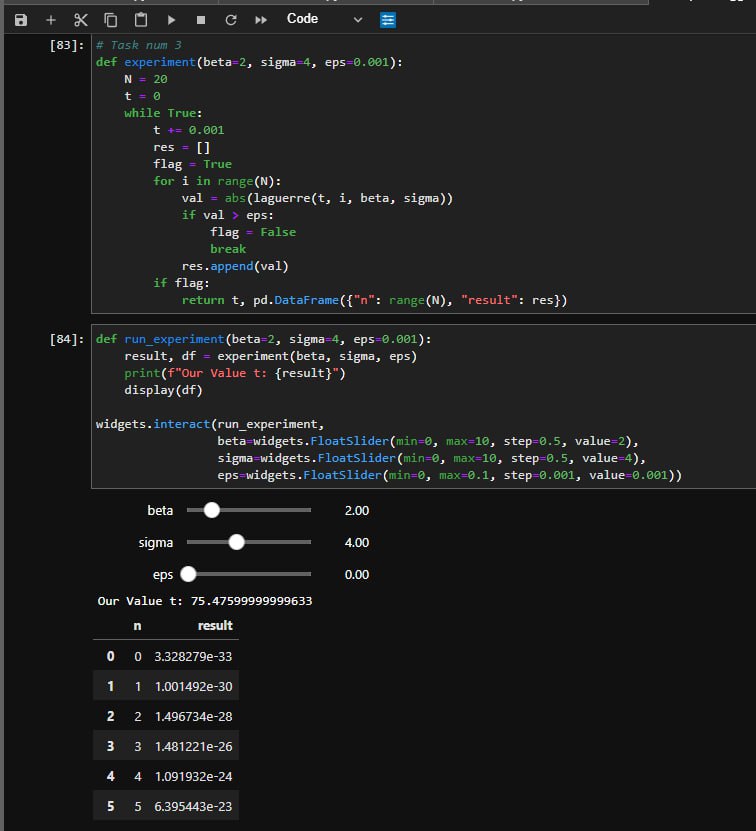 Code
[83]: # Task num 3
def experiment(beta=2, sigma=4, eps=0.001):
    N = 20
    t = 0
    while True:
        t += 0.001
        res = []
        flag = True
        for i in range(N):
            val = abs(laguerre(t, i, beta, sigma))
            if val > eps:
                flag = False
                break
            res.append(val)
        if flag:
            return t, pd.DataFrame({"n": range(N), "result": res})
[84]: def run_experiment(beta=2, sigma=4, eps=0.001):
    result, df = experiment(beta, sigma, eps)
    print(f"Our Value t: {result}")
    display(df)
widgets.interact(run_experiment,
                 beta=widgets.FloatSlider(min=0, max=10, step=0.5, value=2),
                 sigma=widgets.FloatSlider(min=0, max=10, step=0.5, value=4),
                 eps=widgets.FloatSlider(min=0, max=0.1, step=0.001, value=0.001))
beta 2.00
sigma 4.00
eps 0.00
Our Value t: 75.47599999999633
n result
0 0 3.328279e-33
1 1 1.001492e-30
2 2 1.496734e-28
3 3 1.481221e-26
4 4 1.091932e-24
5 5 6.395443e-23